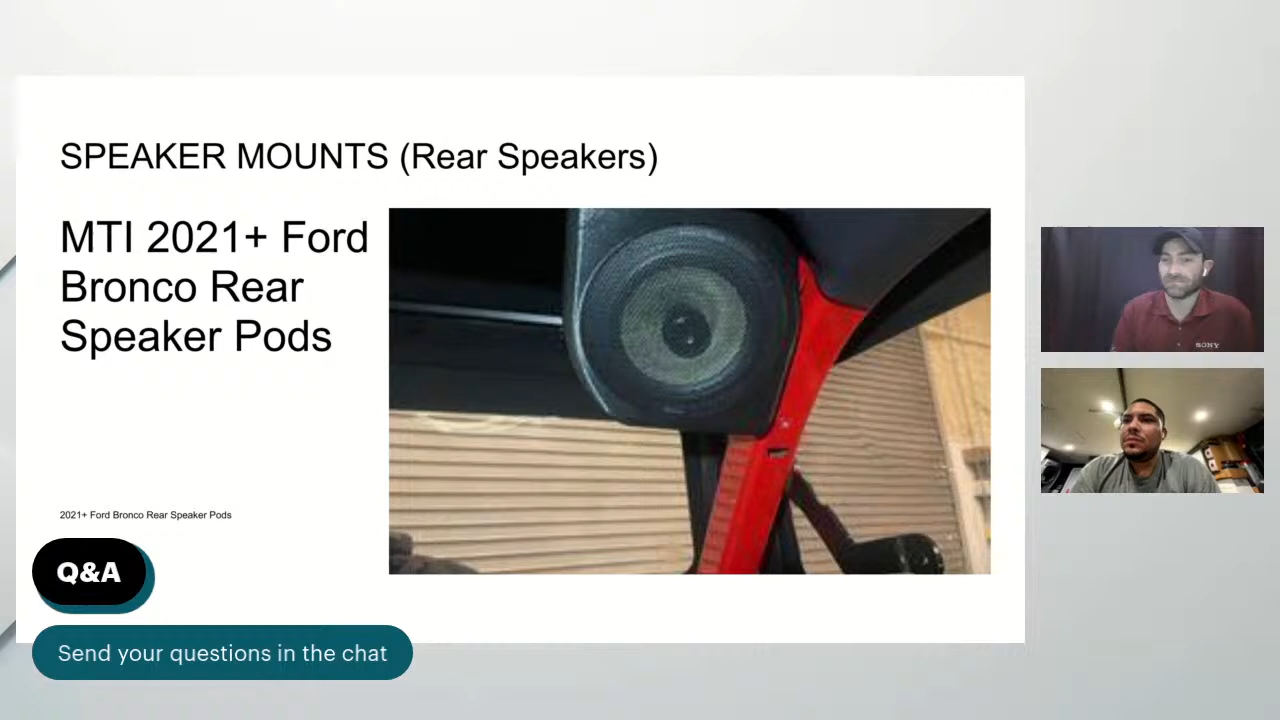 SPEAKER MOUNTS (Rear Speakers)
MTI 2021+ Ford
Bronco Rear
Speaker Pods
2021+ Ford Bronco Rear Speaker Pods
Q&A
Send your questions in the chat
SONY